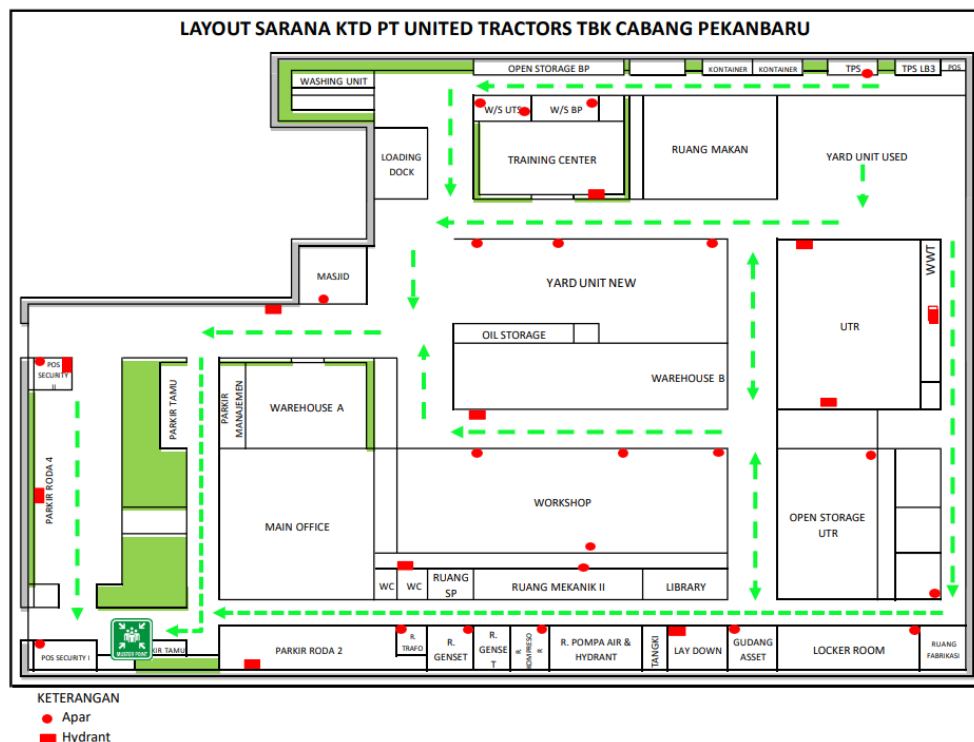 LAYOUT SARANA KTD PT UNITED TRACTORS TBK CABANG PEKANBARU
OPEN STORAGE BP
KONTAINER
KONTAINER
TPS
TPS LB3
POS
WASHING UNIT
W/S UTS
W/S BP
LOADING
DOCK
TRAINING CENTER
RUANG MAKAN
YARD UNIT USED
MASJID
YARD UNIT NEW
WWT
OIL STORAGE
UTR
POS
SECURITY
II
PARKIR TAMU
PARKIR
MANAJEMEN
WAREHOUSE A
WAREHOUSE B
PARKIR RODA 4
MAIN OFFICE
WORKSHOP
OPEN STORAGE
UTR
WC
WC
RUANG
SP
RUANG MEKANIK II
LIBRARY
POS SECURITY I
MUSTER POINT
KIR TAMU
PARKIR RODA 2
R.
TRAFO
R.
GENSET
R.
GENSE
T
R.
KOMPRESO
R
R. POMPA AIR &
HYDRANT
TANGKI
LAY DOWN
GUDANG
ASSET
LOCKER ROOM
RUANG
FABRIKASI
KETERANGAN
Apar
Hydrant